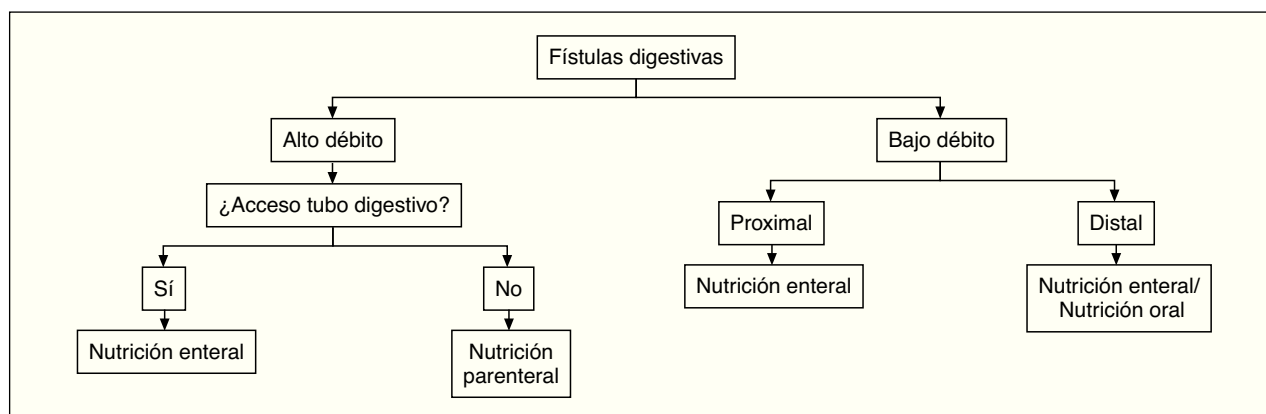 Fístulas digestivas
Alto débito
Bajo débito
¿Acceso tubo digestivo?
Proximal
Distal
Sí
No
Nutrición enteral
Nutrición enteral/
Nutrición oral
Nutrición enteral
Nutrición
parenteral